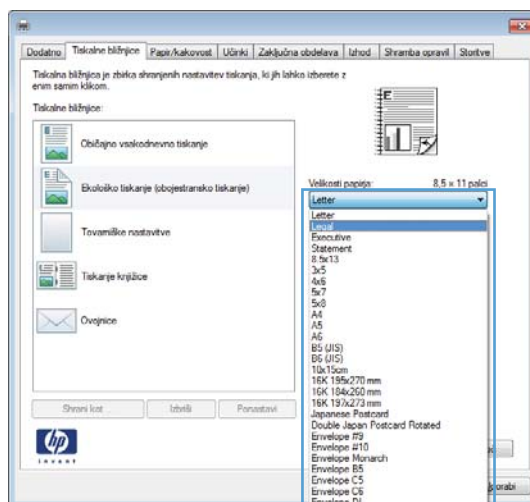 Dodatno Tiskalne bližnjice Papir/kakovost Učinki Zaključna obdelava Izhod Shramba opravil Storitve
Tiskalna bližnjica je zbirka shranjenih nastavitev tiskanja, ki jih lahko izberete z
enim samim klikom.
Tiskalne bližnjice:
Običajno vsakodnevno tiskanje
Ekološko tiskanje (obojestransko tiskanje)
Tovarniške nastavitve
Tiskanje knjižice
Ovojnice
Shrani kot
Izbriši
Ponastavi
hp
invent
Velikosti papirja: 8,5 × 11 palci
Letter
Letter
Legal
Executive
Statement
8.5x13
3x5
4x6
5x7
5x8
A4
A5
A6
B5 (JIS)
B6 (JIS)
10x15cm
16K 195x270 mm
16K 184x260 mm
16K 197x273 mm
Japanese Postcard
Double Japan Postcard Rotated
Envelope #9
Envelope #10
Envelope Monarch
Envelope B5
Envelope C5
Envelope C6
Envelope DL